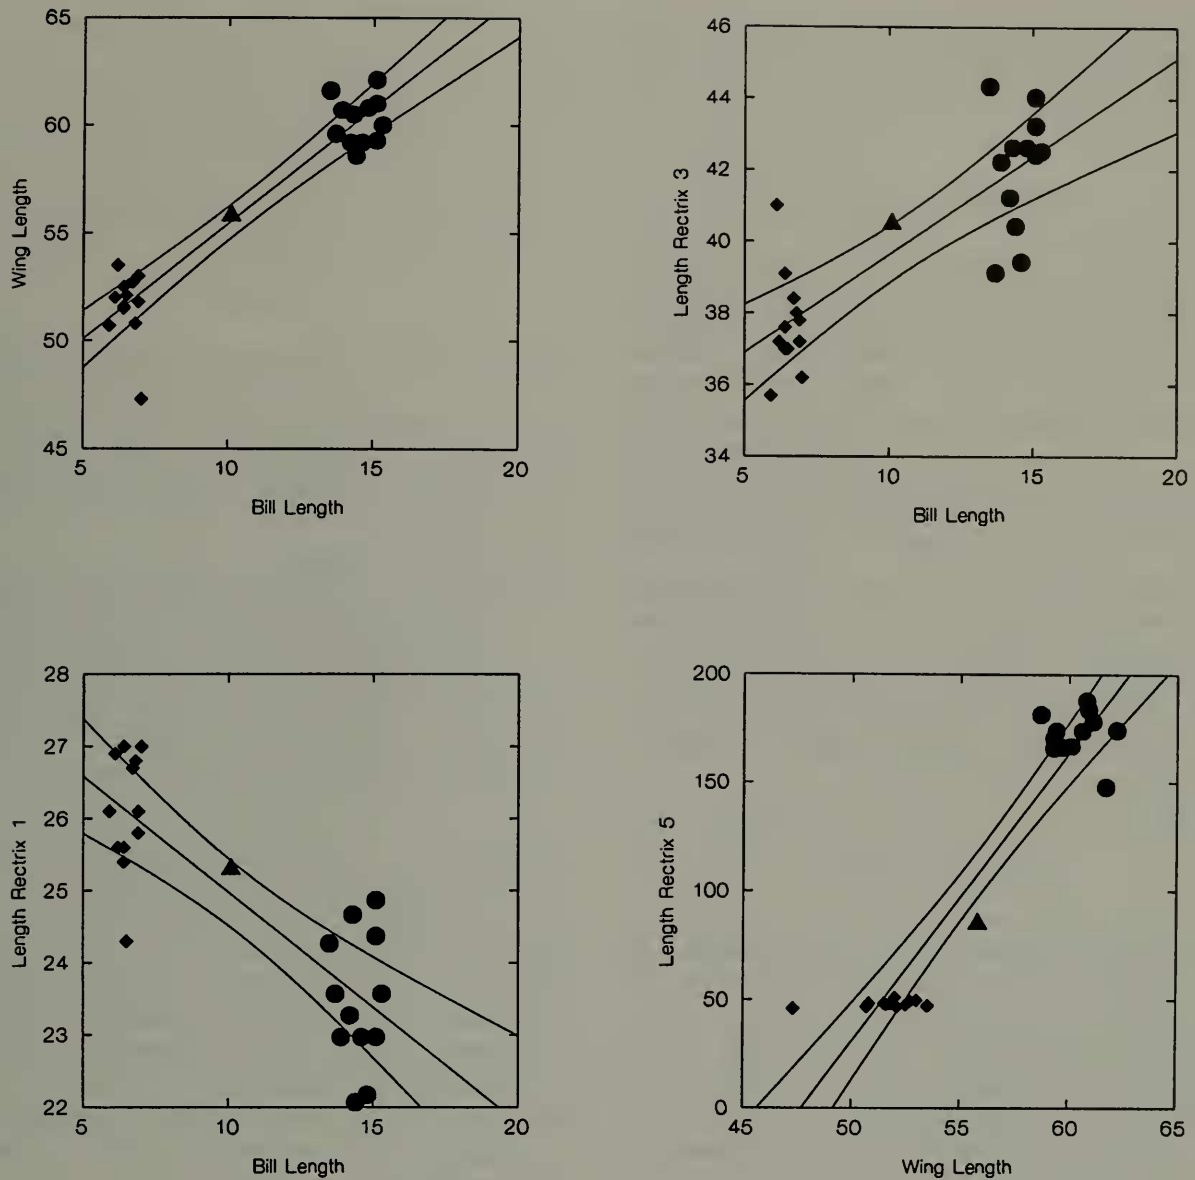 65
60
55
50
45
Wing Length
5 10 15 20
Bill Length
46
44
42
40
38
36
34
Length Rectrix 3
5 10 15 20
Bill Length
28
27
26
25
24
23
22
Length Rectrix 1
5 10 15 20
Bill Length
200
150
100
50
0
Length Rectrix 5
45 50 55 60 65
Wing Length